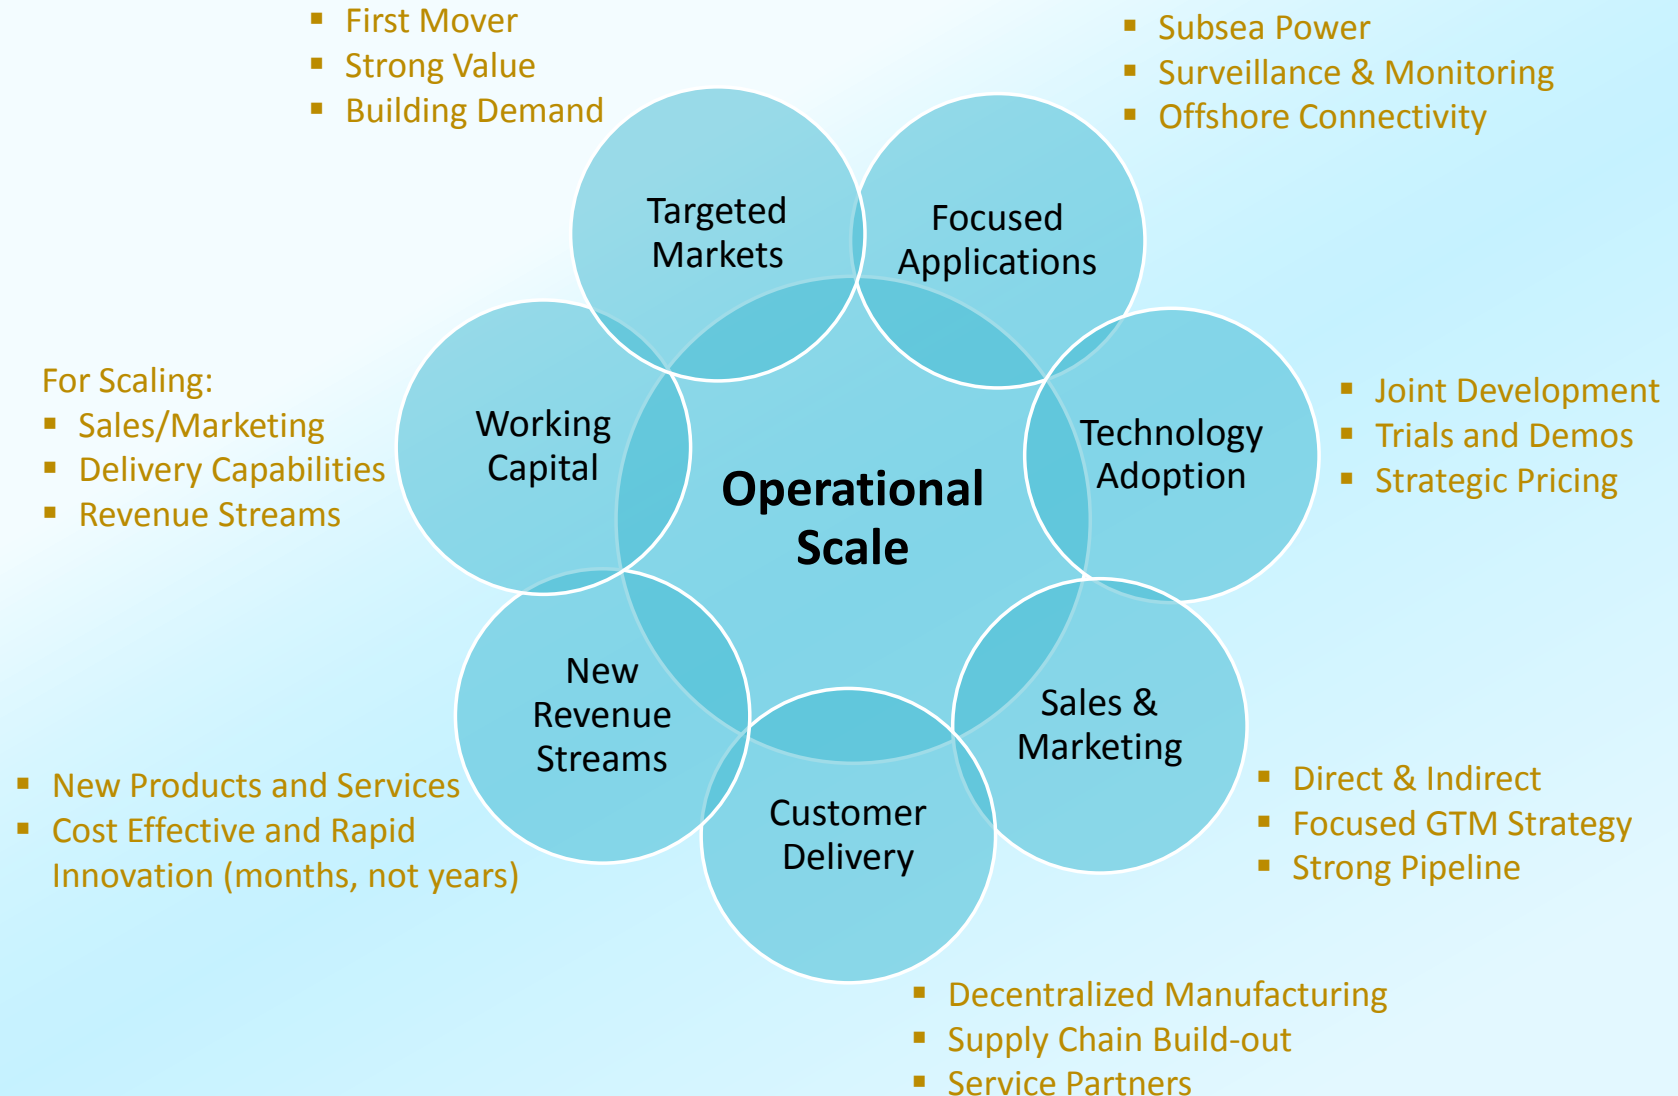 ▪ First Mover
▪ Strong Value
▪ Building Demand
▪ Subsea Power
▪ Surveillance & Monitoring
▪ Offshore Connectivity
Targeted
Markets
Focused
Applications
For Scaling:
▪ Sales/Marketing
▪ Delivery Capabilities
▪ Revenue Streams
Working
Capital
Operational
Scale
Technology
Adoption
▪ Joint Development
▪ Trials and Demos
▪ Strategic Pricing
New
Revenue
Streams
Sales &
Marketing
▪ New Products and Services
▪ Cost Effective and Rapid
Innovation (months, not years)
Customer
Delivery
▪ Direct & Indirect
▪ Focused GTM Strategy
▪ Strong Pipeline
▪ Decentralized Manufacturing
▪ Supply Chain Build-out
▪ Service Partners